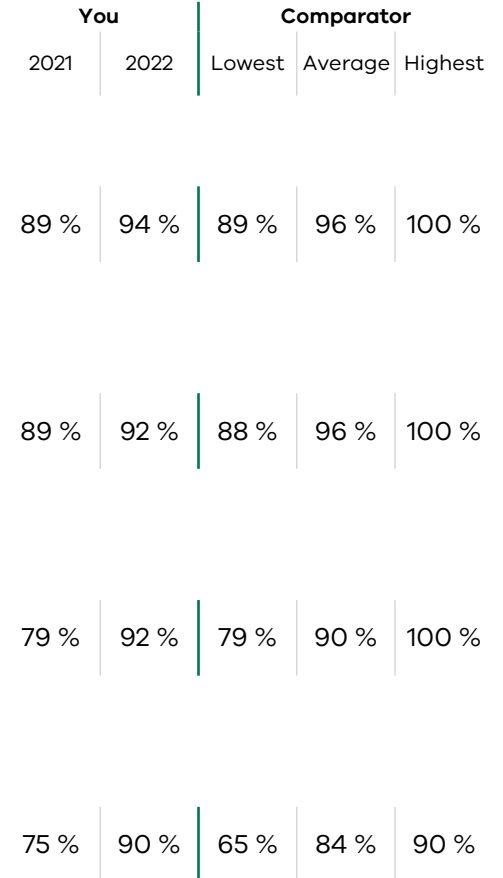 You Comparator
2021 2022 Lowest Average Highest
89 % 94 % 89 % 96 % 100 %
89 % 92 % 88 % 96 % 100 %
79 % 92 % 79 % 90 % 100 %
75 % 90 % 65 % 84 % 90 %